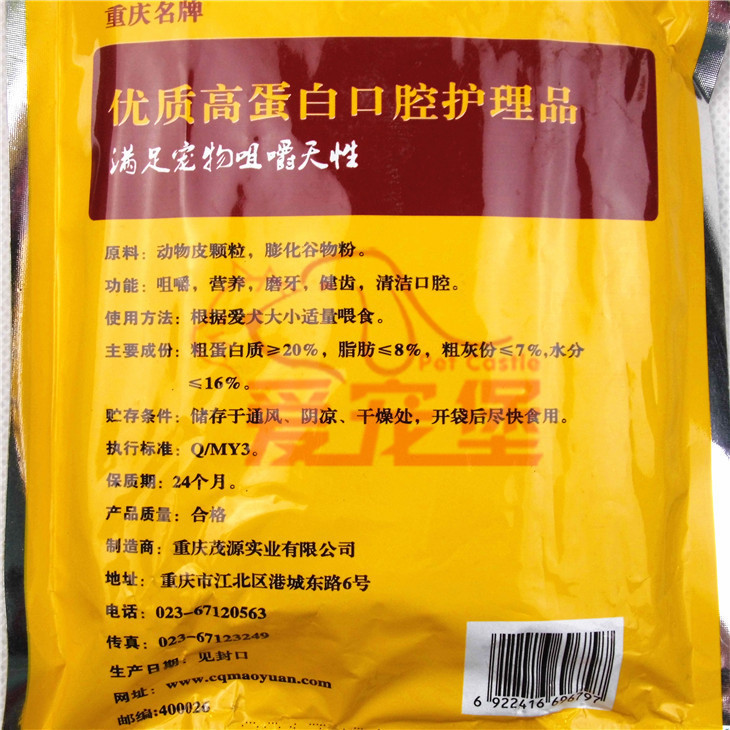 重庆名牌
优质高蛋白口腔护理品
满足宠物咀嚼天性
原料：动物皮颗粒，膨化谷物粉。
功能：咀嚼，营养，磨牙，健齿，清洁口腔。
使用方法：根据爱犬大小适量喂食。
主要成份：粗蛋白质≥20%，脂肪≤8%，粗灰份≤7%,水分
≤16%。
Pet Castle
爱宠堡
贮存条件：储存于通风、阴凉、干燥处，开袋后尽快食用。
执行标准：Q/MY3。
保质期：24个月。
产品质量：合格
制造商：重庆茂源实业有限公司
地址：重庆市江北区港城东路6号
电话：023-67120563
传真：023-67123249
生产日期：见封口
网址：www.cqmaoyuan.com
邮编:400026
6 922416 696797